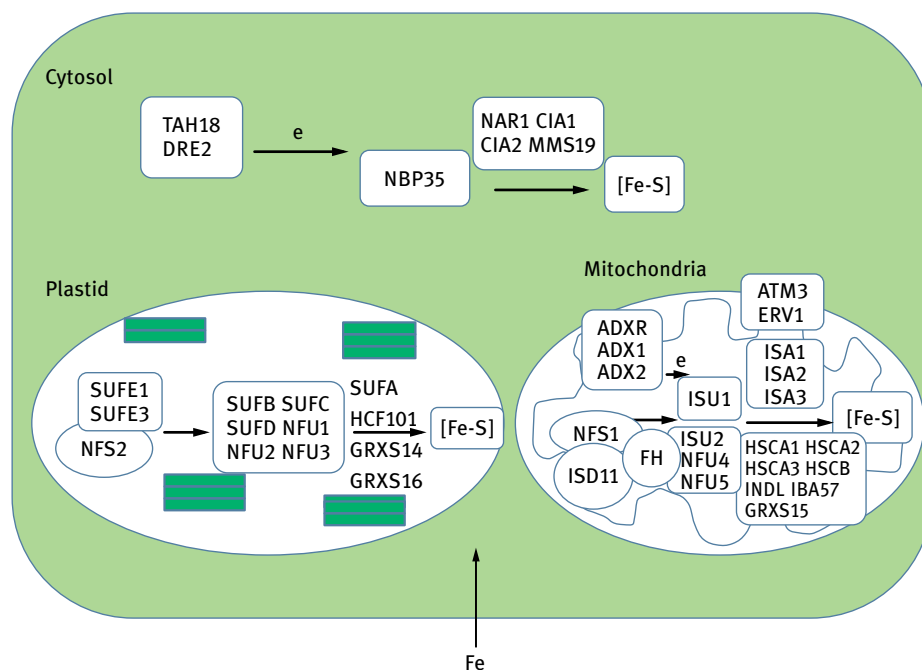 Cytosol
TAH18
DRE2
e
NBP35
NAR1 CIA1
CIA2 MMS19
[Fe-S]
Plastid
SUFE1
SUFE3
NFS2
SUFB SUFC
SUFD NFU1
NFU2 NFU3
SUFA
HCF101
GRXS14
GRXS16
[Fe-S]
Mitochondria
ATM3
ERV1
ADXR
ADX1
ADX2
e
ISU1
ISA1
ISA2
ISA3
[Fe-S]
NFS1
ISD11
FH
ISU2
NFU4
NFU5
HSCA1 HSCA2
HSCA3 HSCB
INDL IBA57
GRXS15
Fe